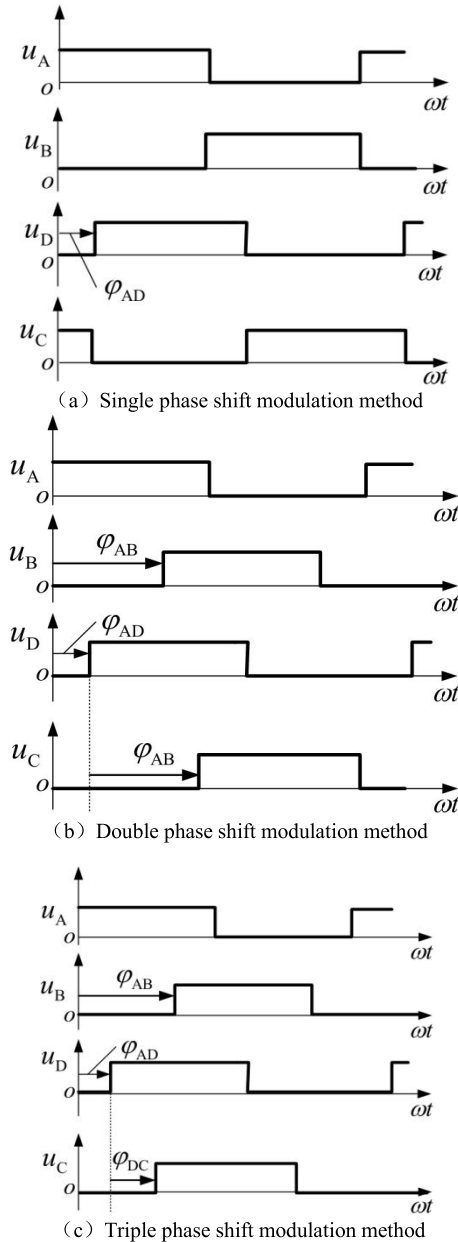 u_A
o
ωt
u_B
o
ωt
u_D
o
φ_AD
ωt
u_C
o
ωt
（a）Single phase shift modulation method
u_A
o
ωt
u_B
φ_AB
o
ωt
u_D
φ_AD
o
ωt
u_C
φ_AB
o
ωt
（b）Double phase shift modulation method
u_A
o
ωt
u_B
φ_AB
o
ωt
u_D
φ_AD
o
ωt
u_C
φ_DC
o
ωt
（c）Triple phase shift modulation method